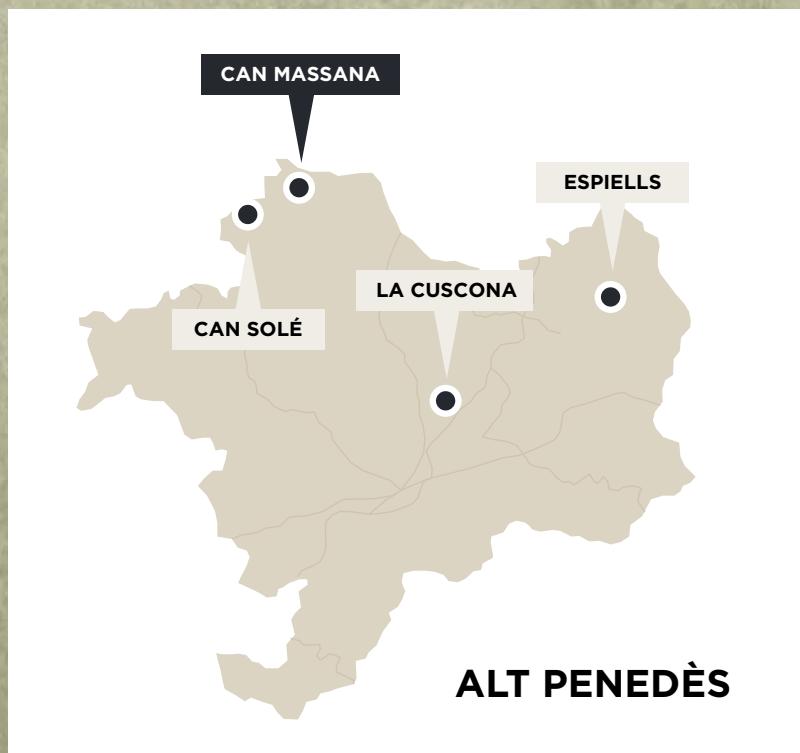 CAN MASSANA
ESPIELLS
LA CUSCONA
CAN SOLÉ
ALT PENEDÈS